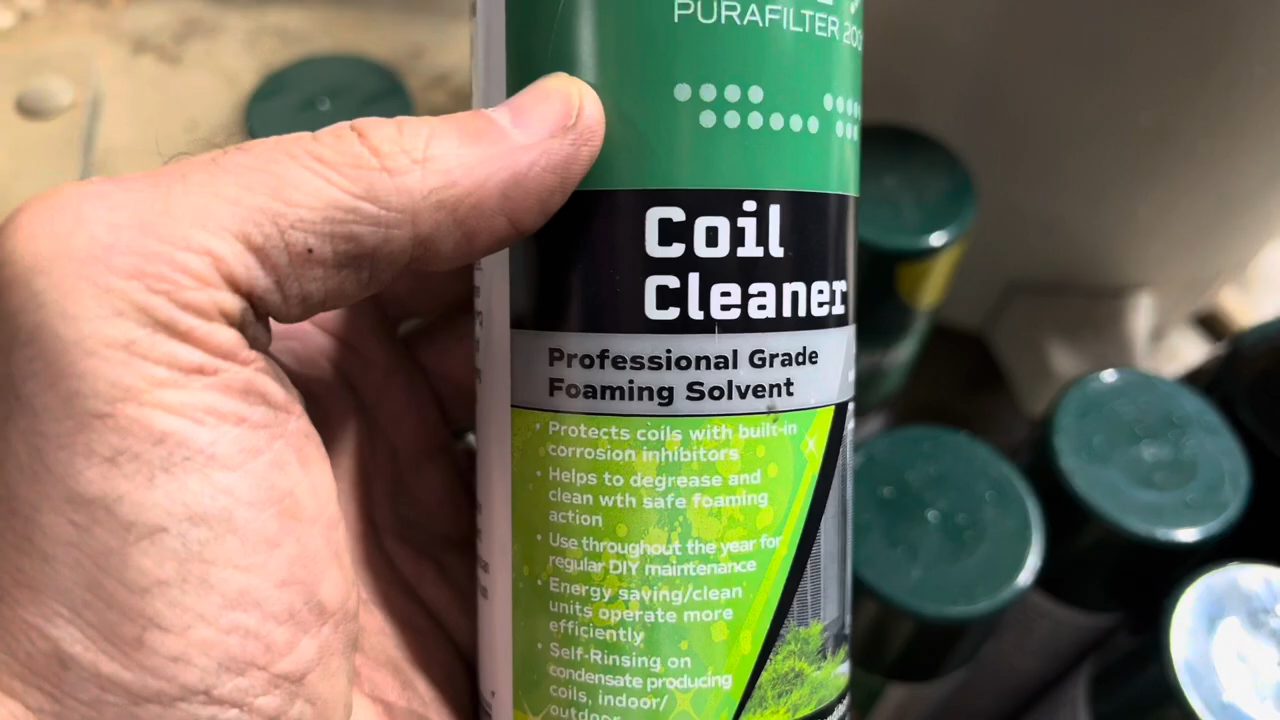 PURAFILTER 200
Coil
Cleaner
Professional Grade
Foaming Solvent
• Protects coils with built-in
corrosion inhibitors
• Helps to degrease and
clean wth safe foaming
action
• Use throughout the year for
regular DIY maintenance
• Energy saving/clean
units operate more
efficiently
• Self-Rinsing on
condensate producing
coils, indoor/
outdoor